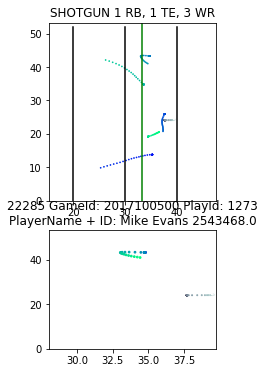 SHOTGUN 1 RB, 1 TE, 3 WR
50
40
30
20
10
0
20 30 40
22285 GameId: 2017100500 PlayId: 1273
PlayerName + ID: Mike Evans 2543468.0
40
20
0
30.0 32.5 35.0 37.5